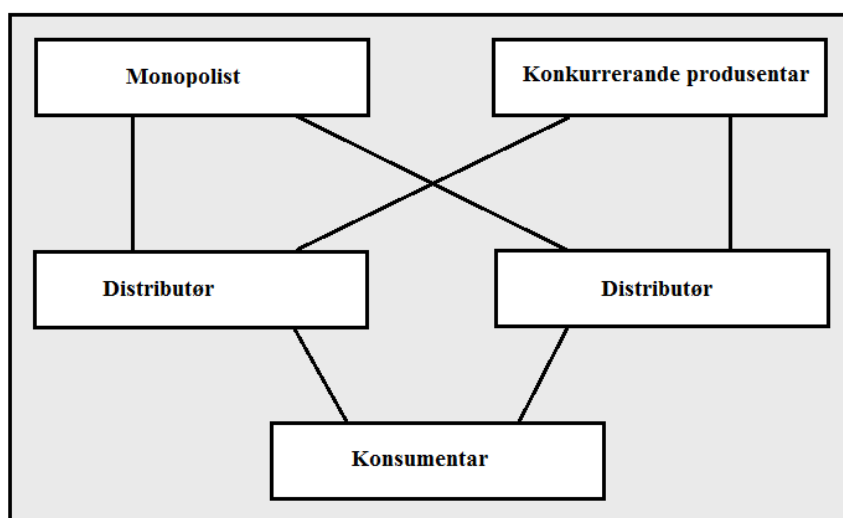 Monopolist
Konkurrerande produsentar
Distributør
Distributør
Konsumentar